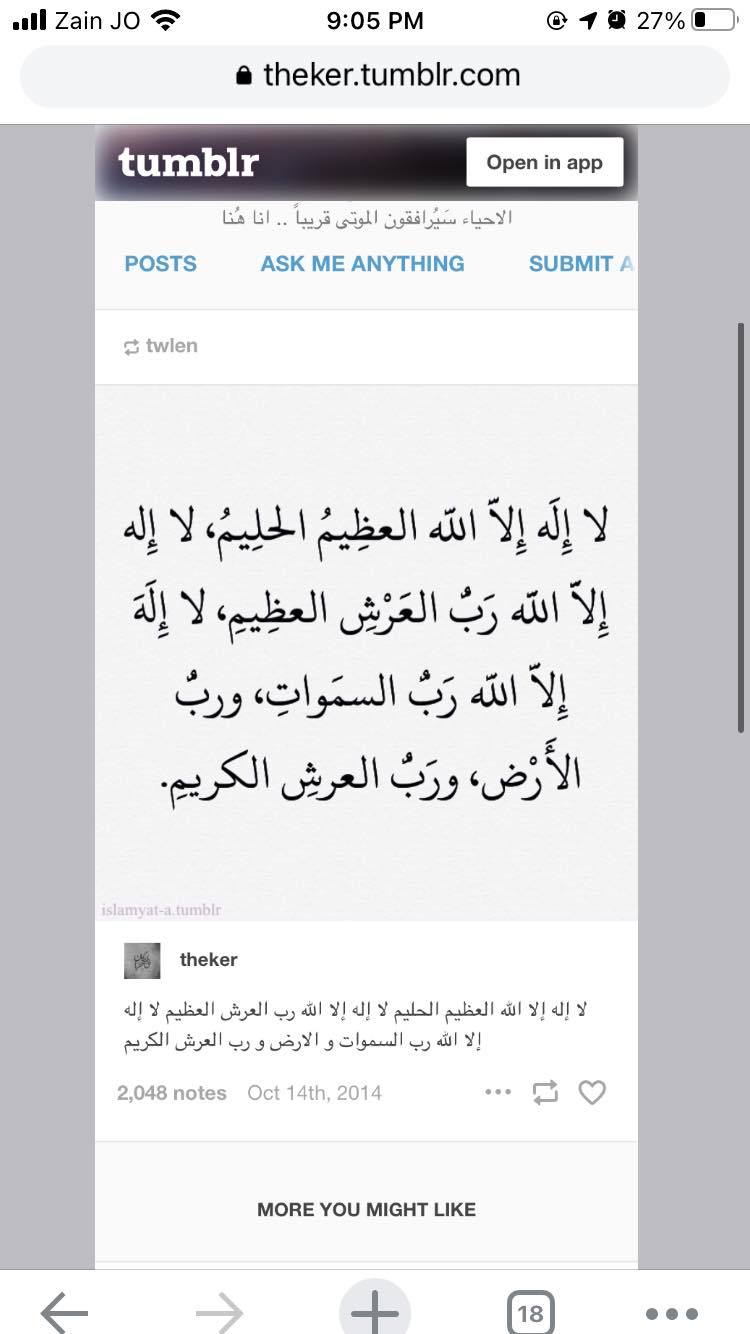 Zain JO 9:05 PM 27%
theker.tumblr.com
tumblr Open in app
الاحياء سَيُرافقون الموتى قريباً .. انا هُنا
POSTS ASK ME ANYTHING SUBMIT A
twlen
لا إِلَه إِلاّ اللّه العظِيمُ الحلِيمُ، لا إِله
إِلاّ اللّه رَبُّ العَرْشِ العظِيمِ، لا إِلَهَ
إِلاّ اللّه رَبُّ السمَواتِ، وربُّ
الأَرْض، ورَبُّ العرشِ الكريمِ.
islamyat-a.tumblr
theker
لا إله إلا الله العظيم الحليم لا إله إلا الله رب العرش العظيم لا إله
إلا الله رب السموات و الارض و رب العرش الكريم
2,048 notes Oct 14th, 2014
MORE YOU MIGHT LIKE
18